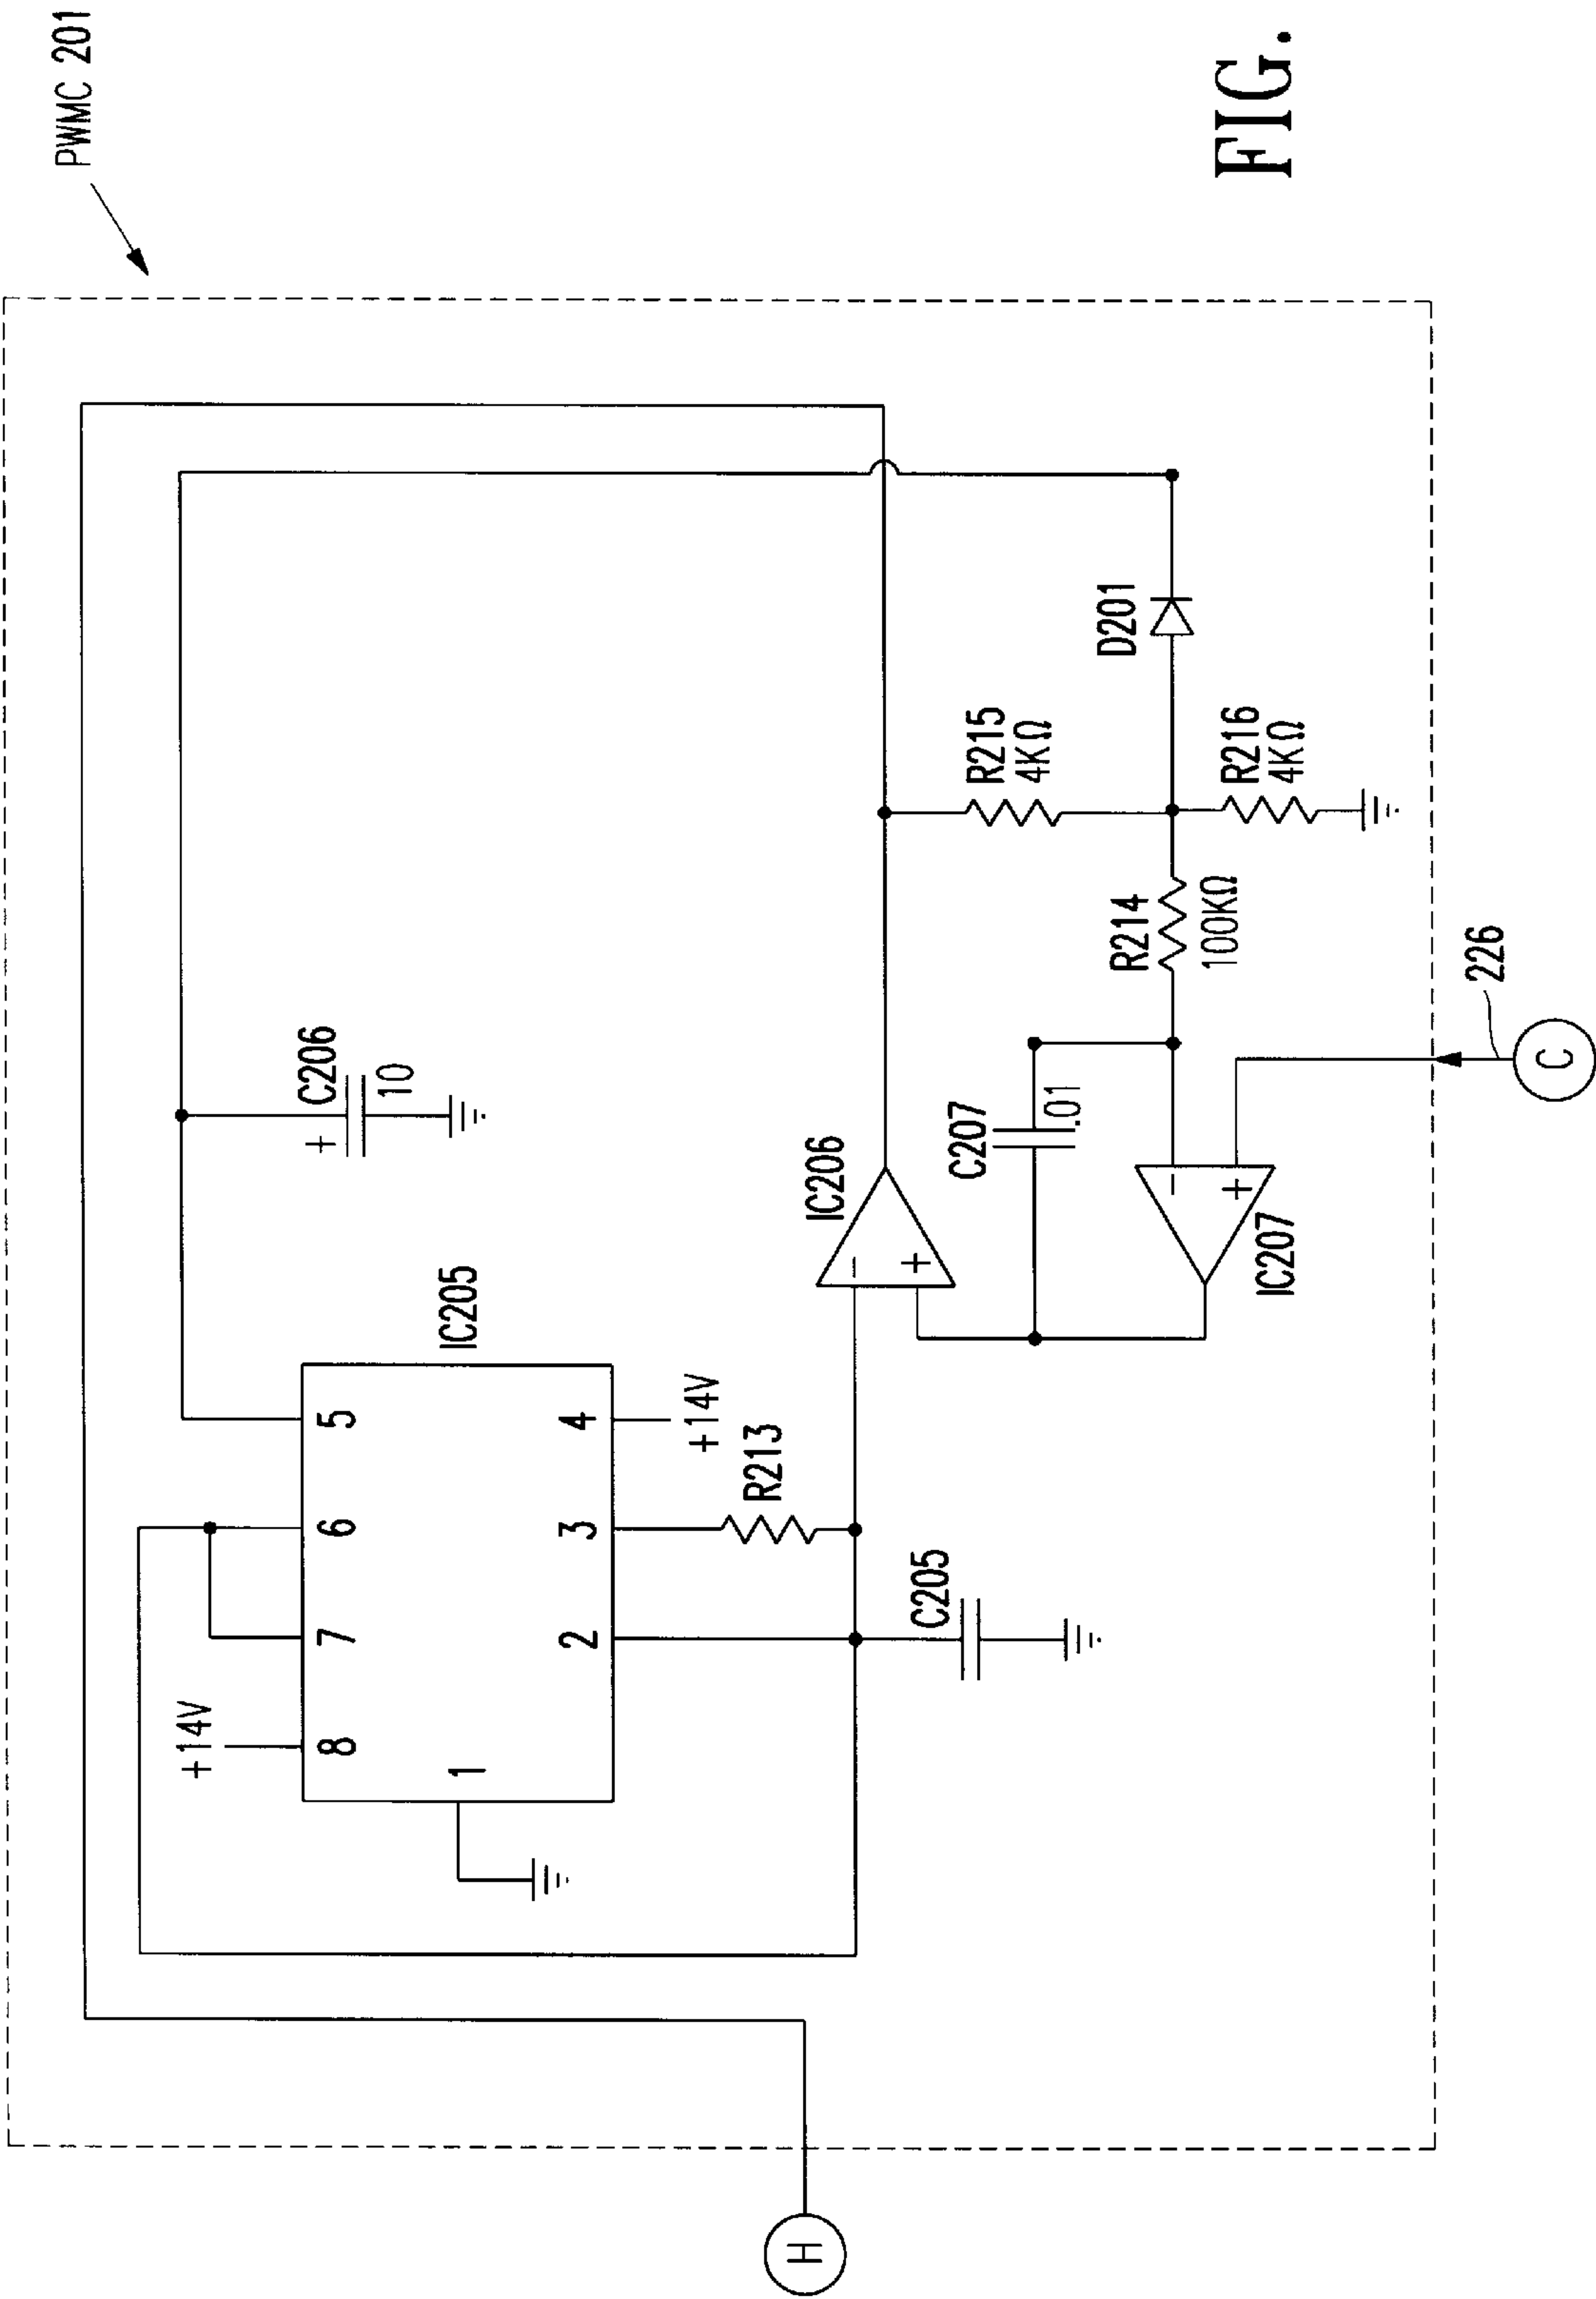 PWMC 201
+14V
8
7
6
5
1
2
3
4
IC205
+14V
R213
C205
+
C206
10
IC206
-
+
C207
.01
R215
4KΩ
D201
R214
100KΩ
R216
4KΩ
-
+
IC207
H
226
C
FIG.